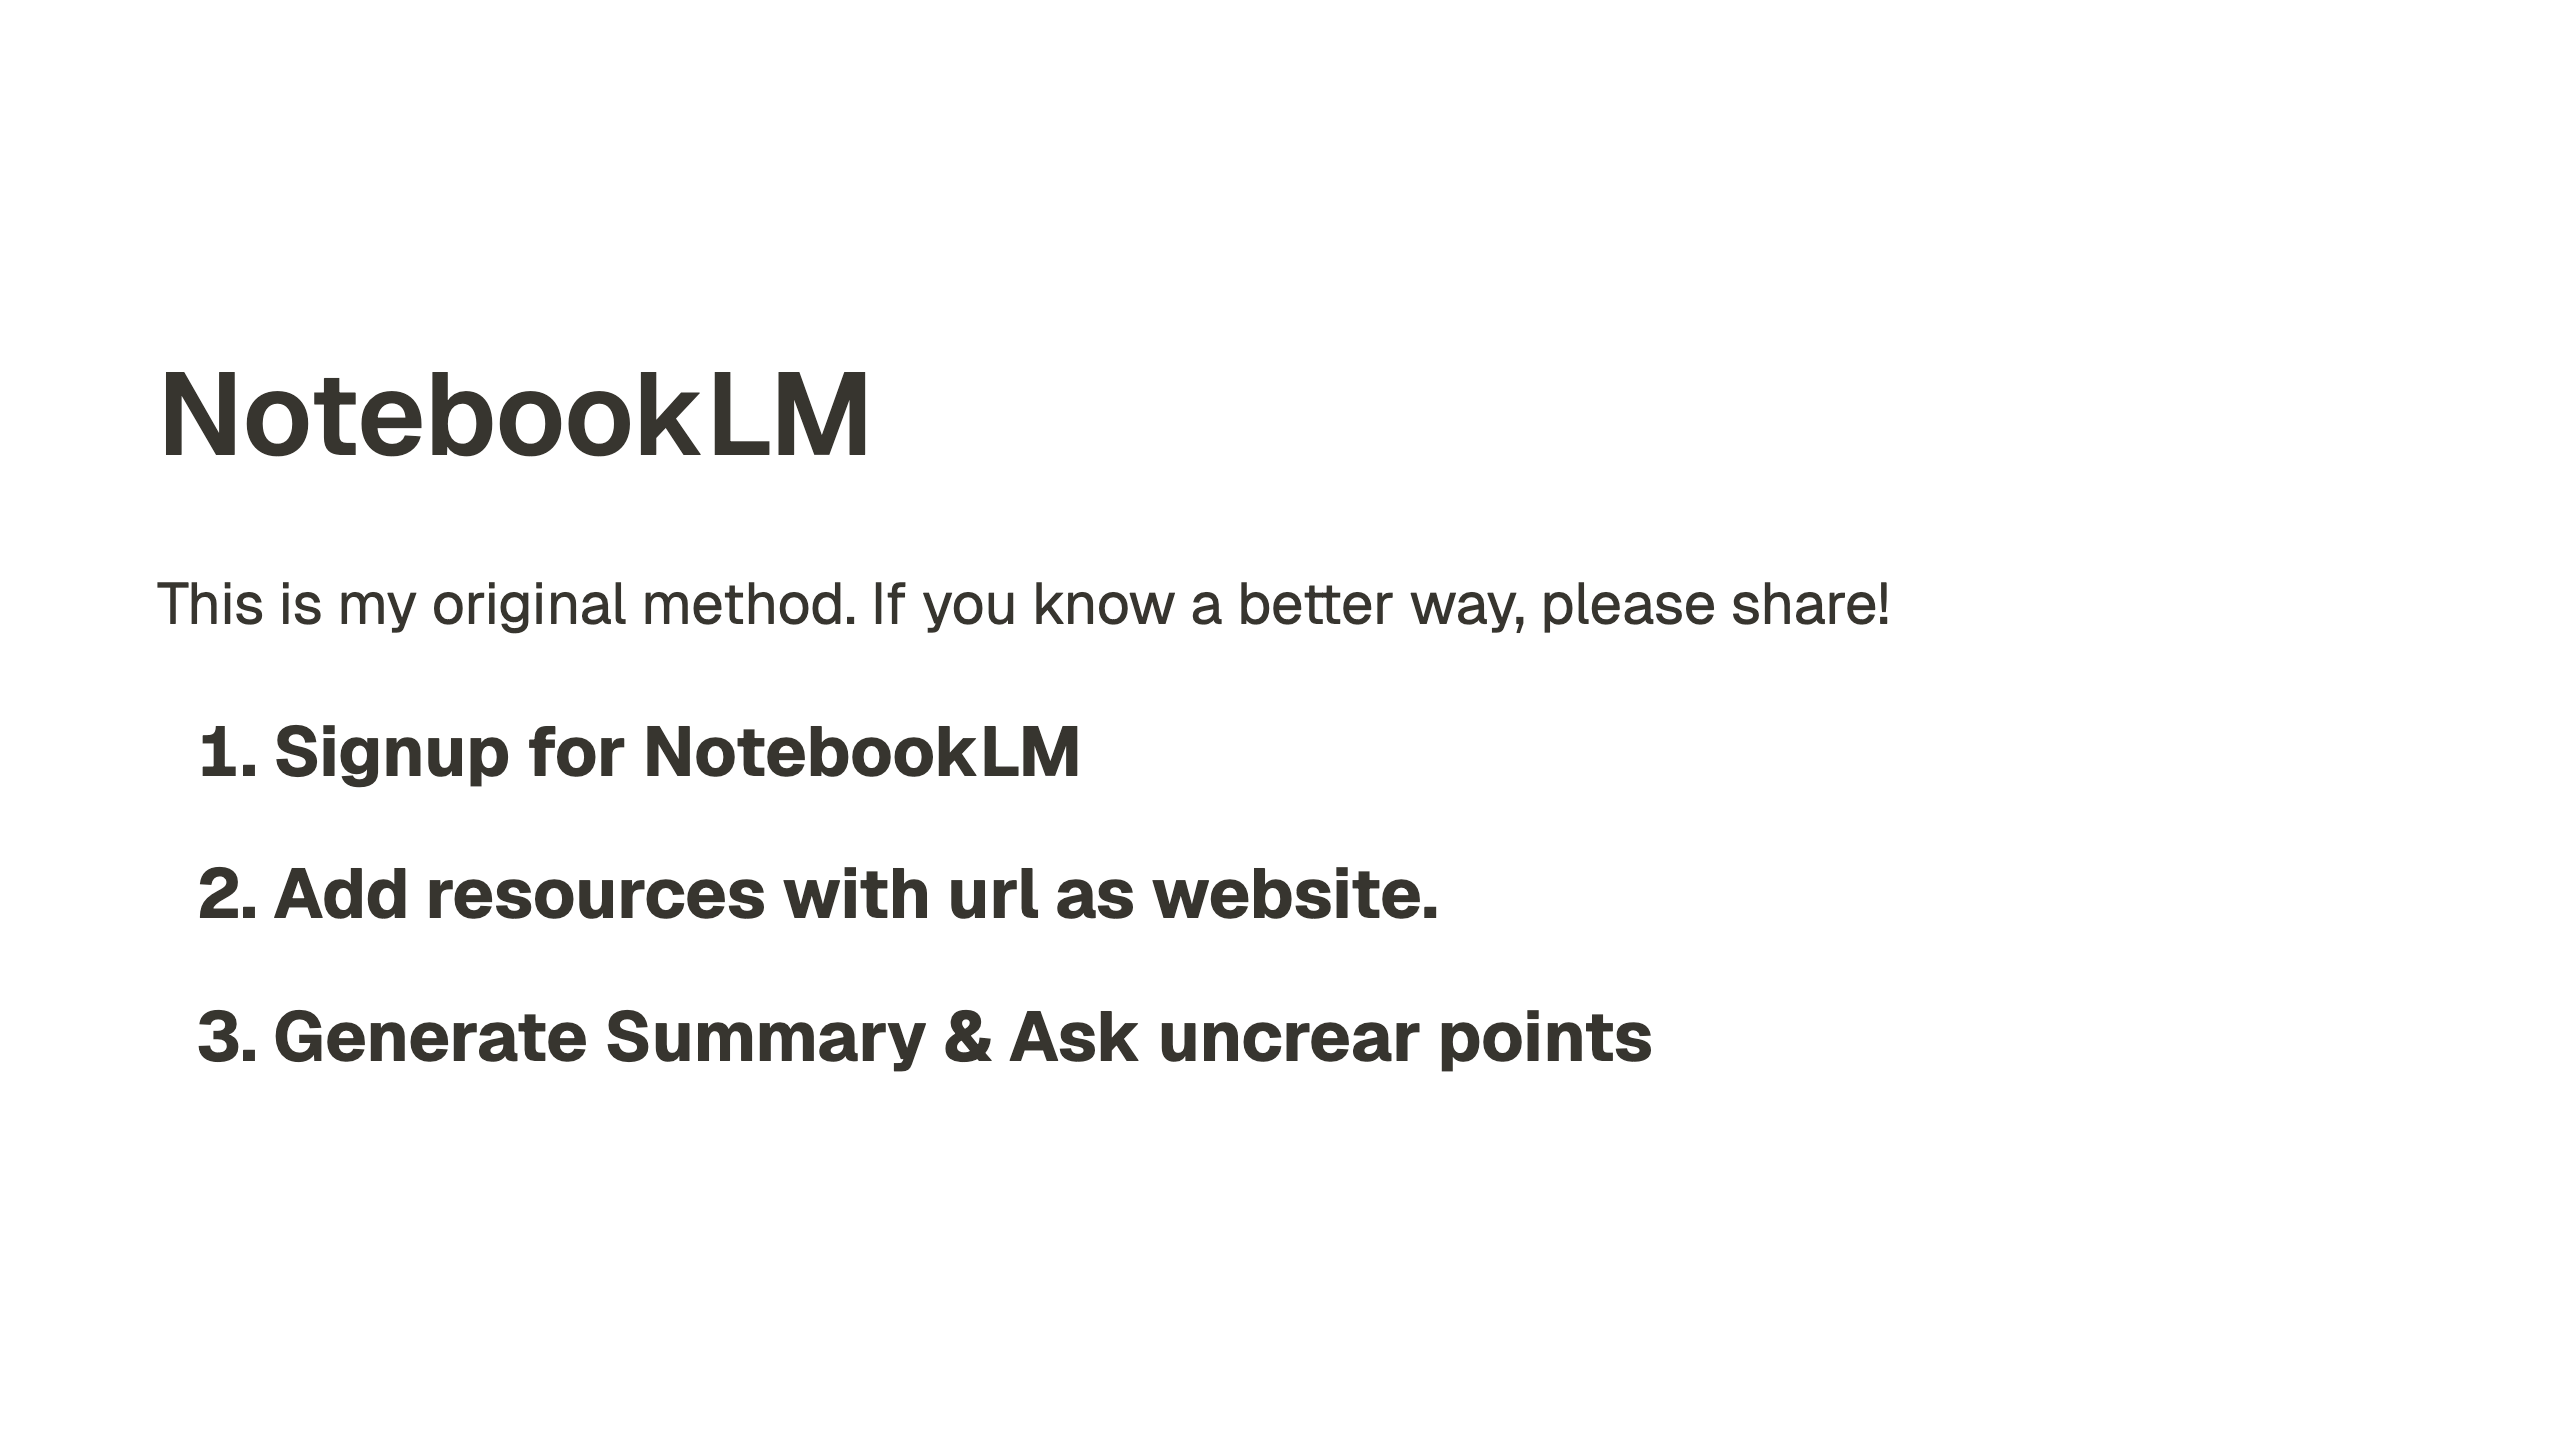 NotebookLM
This is my original method. If you know a better way, please share!
1. Signup for NotebookLM
2. Add resources with url as website.
3. Generate Summary & Ask uncrear points